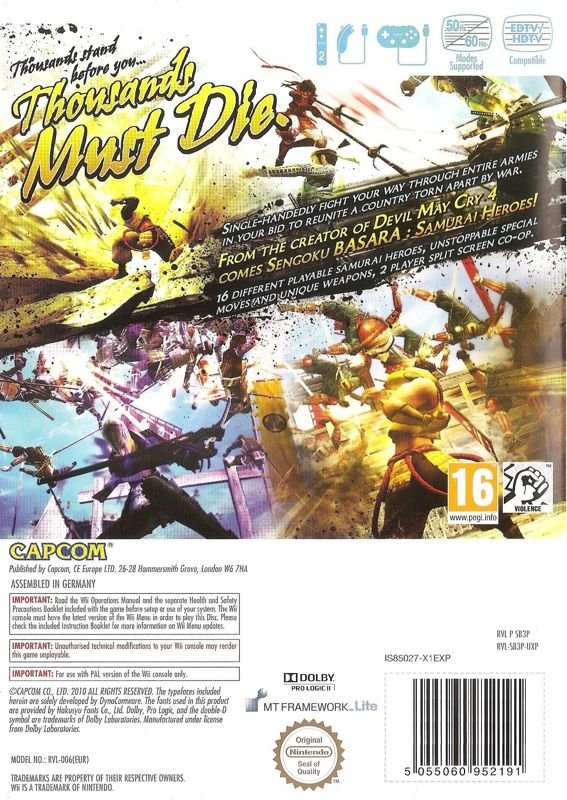 Thousands stand
before you...
Thousands
Must Die.
2
50Hz
60Hz
Modes
Supported
EDTV/
HDTV
Compatible
Single-handedly fight your way through entire armies
in your bid to reunite a country torn apart by war.
From the creator of Devil May Cry 4
comes Sengoku BASARA : Samurai Heroes!
16 different playable samurai heroes, unstoppable special
moves and unique weapons, 2 player split screen co-op.
16
www.pegi.info
VIOLENCE
CAPCOM®
Published by Capcom, CE Europe LTD. 26-28 Hammersmith Grove, London W6 7HA
ASSEMBLED IN GERMANY
IMPORTANT: Read the Wii Operations Manual and the separate Health and Safety
Precautions Booklet included with the game before setup or use of your system. The Wii
console must have the latest version of the Wii Menu in order to play this Disc. Please
check the included Instruction Booklet for more information on Wii Menu updates.
IMPORTANT: Unauthorised technical modifications to your Wii console may render
this game unplayable.
IMPORTANT: For use with PAL version of the Wii console only.
©CAPCOM CO., LTD. 2010 ALL RIGHTS RESERVED. The typefaces included
herein are solely developed by DynaComware. The fonts used in this product
are provided by Hakusyu Fonts Co., Ltd. Dolby, Pro Logic, and the double-D
symbol are trademarks of Dolby Laboratories. Manufactured under license
from Dolby Laboratories.
MODEL NO.: RVL-006(EUR)
TRADEMARKS ARE PROPERTY OF THEIR RESPECTIVE OWNERS.
Wii IS A TRADEMARK OF NINTENDO.
DOLBY
PRO LOGIC II
MT FRAMEWORK Lite
Original
Nintendo
Seal of
Quality
TM
RVL P SB3P
RVL-SB3P-UXP
IS85027-X1EXP
5 055060 952191